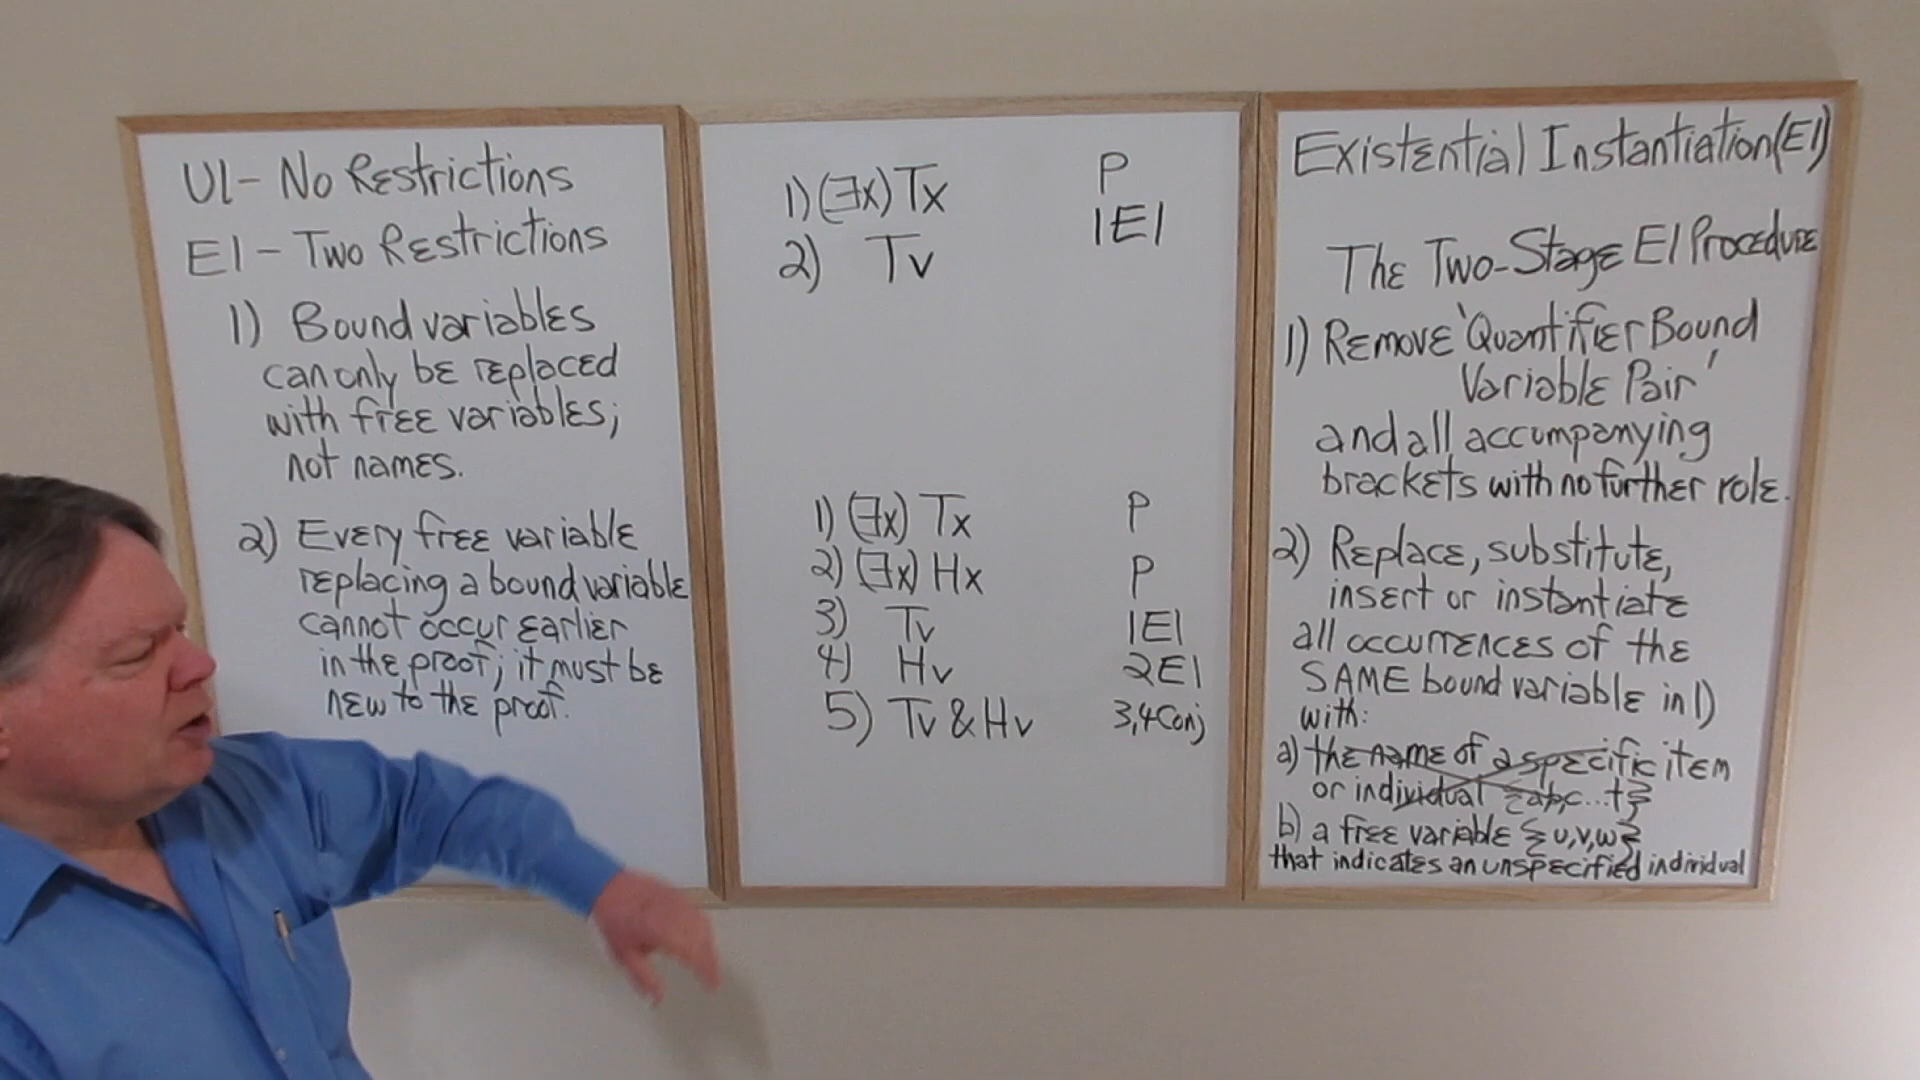 UI - No Restrictions
EI - Two Restrictions
1) Bound variables
can only be replaced
with free variables;
not names.
2) Every free variable
replacing a bound variable
cannot occur earlier
in the proof; it must be
new to the proof.
1) (∃x) Tx P
2) Tv 1EI
1) (∃x) Tx P
2) (∃x) Hx P
3) Tv 1EI
4) Hv 2EI
5) Tv & Hv 3,4 Conj
Existential Instantiation (EI)
The Two-Stage EI Procedure
1) Remove 'Quantifier Bound
Variable Pair'
and all accompanying
brackets with no further role.
2) Replace, substitute,
insert or instantiate
all occurrences of the
SAME bound variable in 1)
with:
a) the name of a specific item
or individual {a,b,c...t}
b) a free variable {u,v,w}
that indicates an unspecified individual